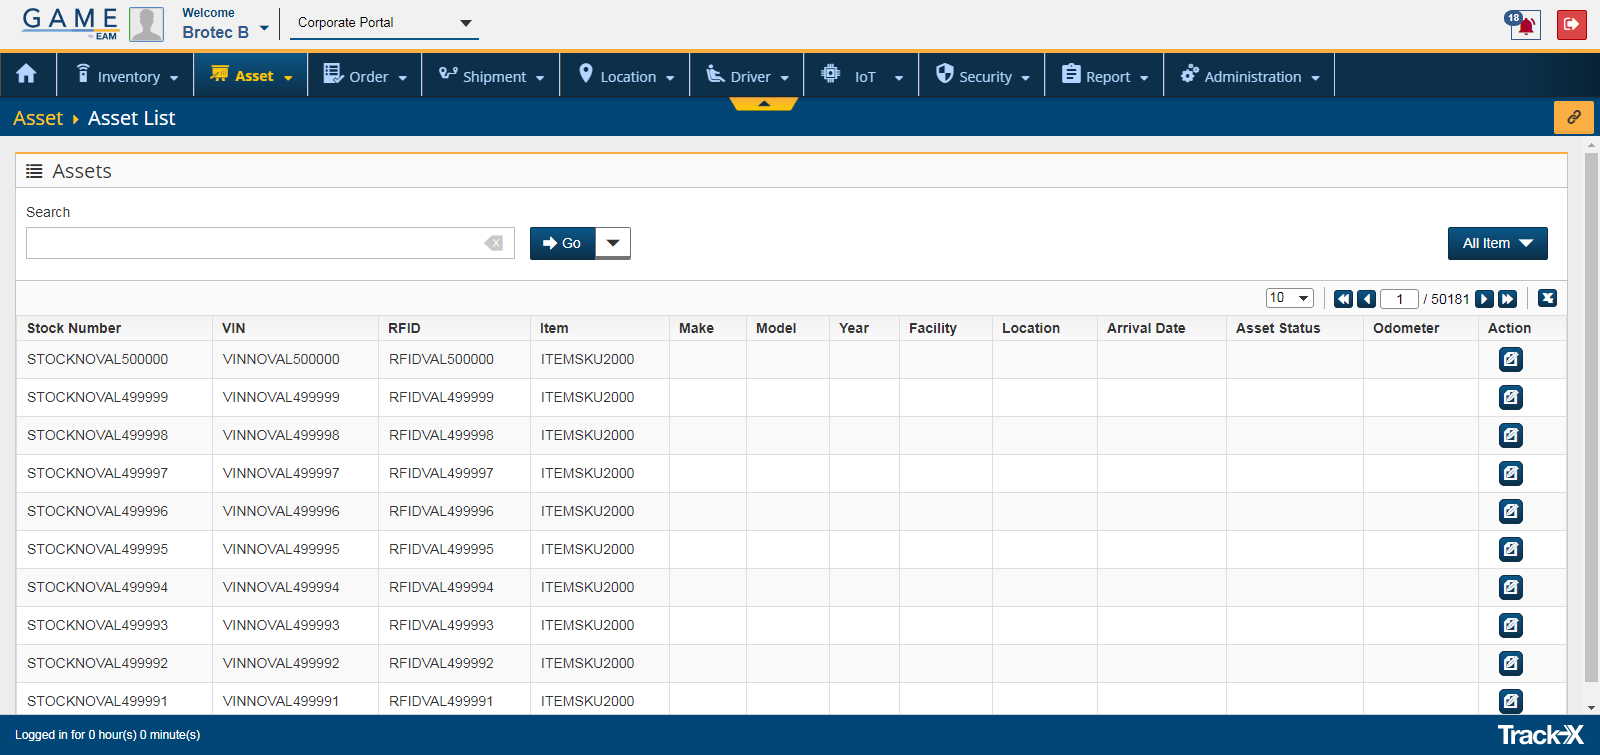 GAME
EAM
Welcome
Brotec B
Corporate Portal
18
Inventory
Asset
Order
Shipment
Location
Driver
IoT
Security
Report
Administration
Asset Asset List
Assets
Search
Go
All Item
10
1 / 50181
Stock Number VIN RFID Item Make Model Year Facility Location Arrival Date Asset Status Odometer Action
STOCKNOVAL500000 VINNOVAL500000 RFIDVAL500000 ITEMSKU2000
STOCKNOVAL499999 VINNOVAL499999 RFIDVAL499999 ITEMSKU2000
STOCKNOVAL499998 VINNOVAL499998 RFIDVAL499998 ITEMSKU2000
STOCKNOVAL499997 VINNOVAL499997 RFIDVAL499997 ITEMSKU2000
STOCKNOVAL499996 VINNOVAL499996 RFIDVAL499996 ITEMSKU2000
STOCKNOVAL499995 VINNOVAL499995 RFIDVAL499995 ITEMSKU2000
STOCKNOVAL499994 VINNOVAL499994 RFIDVAL499994 ITEMSKU2000
STOCKNOVAL499993 VINNOVAL499993 RFIDVAL499993 ITEMSKU2000
STOCKNOVAL499992 VINNOVAL499992 RFIDVAL499992 ITEMSKU2000
STOCKNOVAL499991 VINNOVAL499991 RFIDVAL499991 ITEMSKU2000
Logged in for 0 hour(s) 0 minute(s)
Track-X